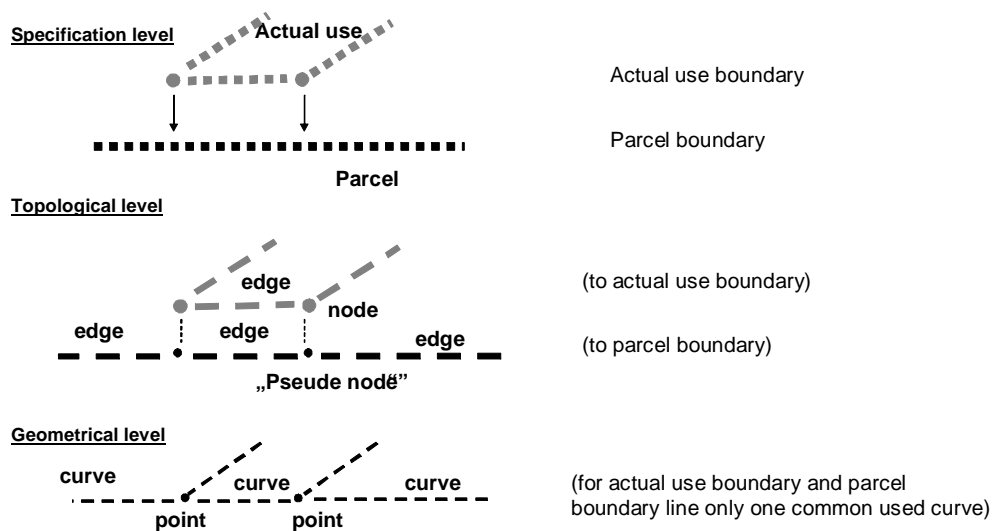 Specification level
Actual use
Actual use boundary
Parcel boundary
Parcel
Topological level
edge
(to actual use boundary)
node
edge
edge
edge
(to parcel boundary)
„Pseude node“”
Geometrical level
curve
curve
curve
(for actual use boundary and parcel
boundary line only one common used curve)
point
point